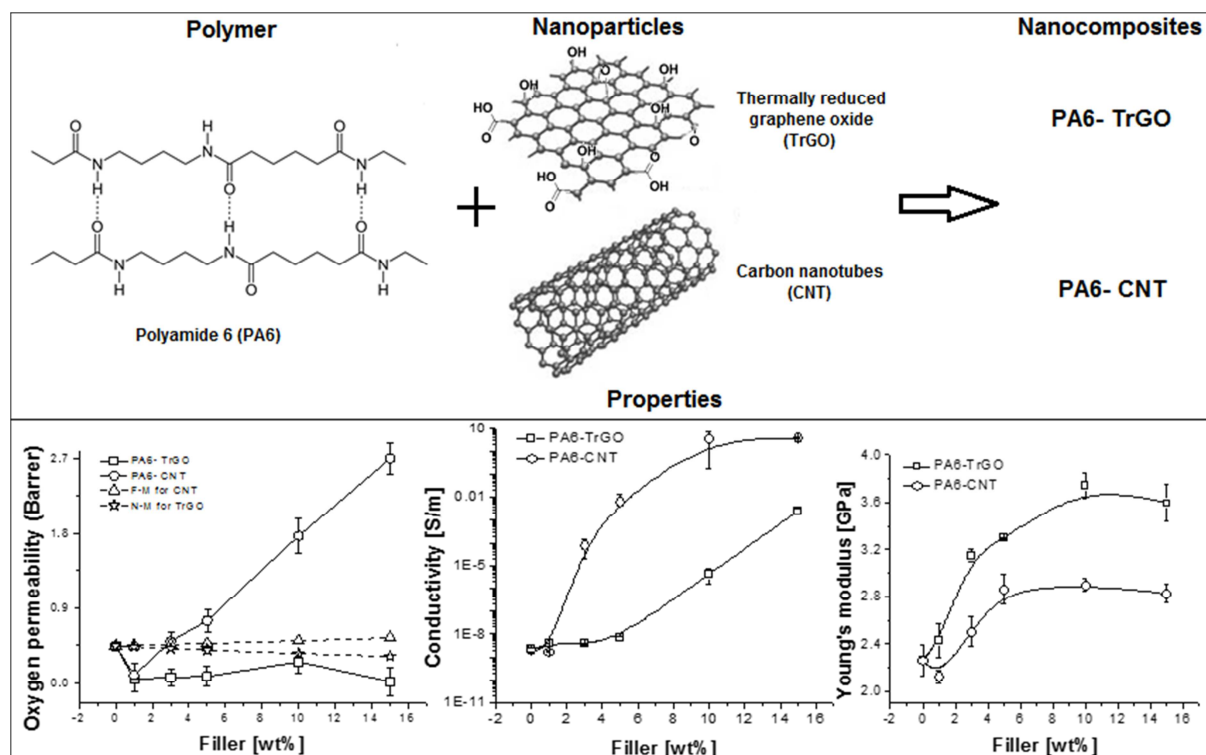 Polymer
Nanoparticles
Nanocomposites
O
H
N
N
H
O
O
N
H
O
N
H
H
N
O
O
N
H
Polyamide 6 (PA6)
+
OH
O
OH
OH
HO
O
OH
O
OH
O
HO
O
OH
Thermally reduced
graphene oxide
(TrGO)
Carbon nanotubes
(CNT)
PA6- TrGO
PA6- CNT
Properties
Oxygen permeability (Barrer)
2.7
1.8
0.9
0.0
PA6- TrGO
PA6- CNT
F-M for CNT
N-M for TrGO
-2 0 2 4 6 8 10 12 14 16
Filler [wt%]
Conductivity [S/m]
10
0.01
1E-5
1E-8
1E-11
PA6-TrGO
PA6-CNT
-2 0 2 4 6 8 10 12 14 16
Filler [wt%]
Young's modulus [GPa]
4.0
3.6
3.2
2.8
2.4
2.0
PA6-TrGO
PA6-CNT
-2 0 2 4 6 8 10 12 14 16
Filler [wt%]